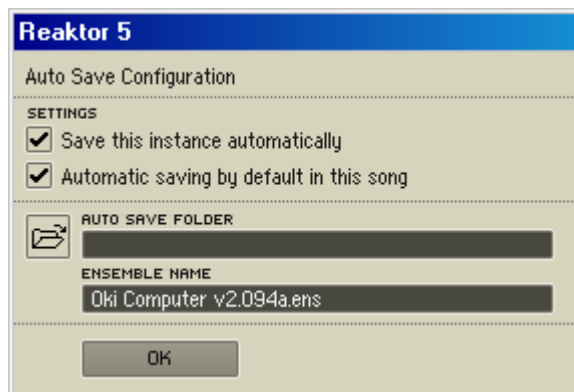 Reaktor 5
Auto Save Configuration
SETTINGS
Save this instance automatically
Automatic saving by default in this song
AUTO SAVE FOLDER
ENSEMBLE NAME
Oki Computer v2.094a.ens
OK